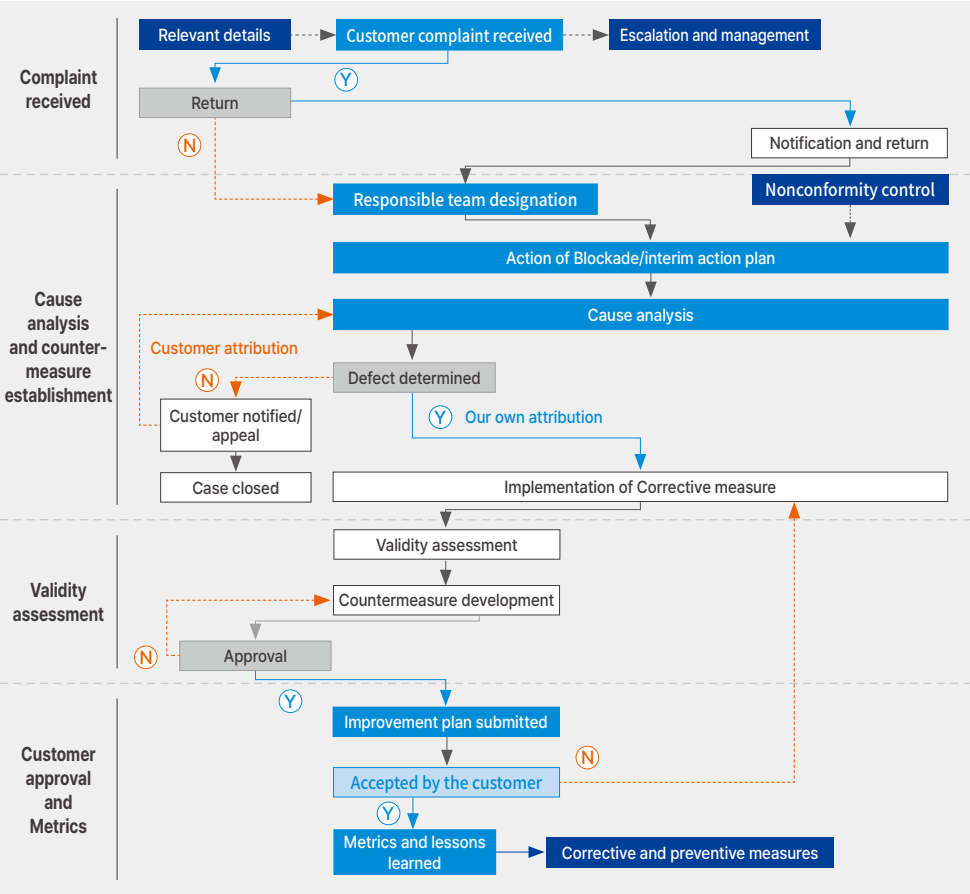 Complaint
received
Relevant details
Customer complaint received
Escalation and management
Y
Return
N
Notification and return
Cause
analysis
and counter-
measure
establishment
Responsible team designation
Nonconformity control
Action of Blockade/interim action plan
Cause analysis
Customer attribution
Defect determined
N
Customer notified/
appeal
Y
Our own attribution
Case closed
Implementation of Corrective measure
Validity
assessment
Validity assessment
Countermeasure development
N
Approval
Y
Customer
approval
and
Metrics
Improvement plan submitted
N
Accepted by the customer
Y
Metrics and lessons
learned
Corrective and preventive measures